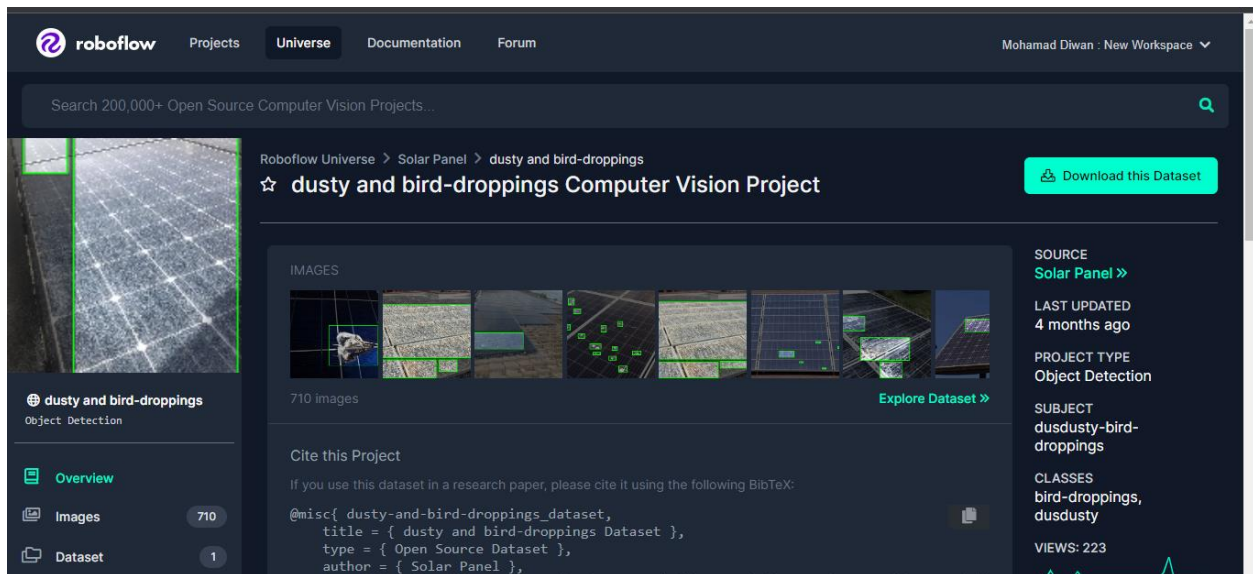 roboflow Projects Universe Documentation Forum Mohamad Diwan : New Workspace
Search 200,000+ Open Source Computer Vision Projects...
Roboflow Universe > Solar Panel > dusty and bird-droppings
dusty and bird-droppings Computer Vision Project
Download this Dataset
dusty and bird-droppings
Object Detection
Overview
Images 710
Dataset 1
IMAGES
710 images Explore Dataset »
Cite this Project
If you use this dataset in a research paper, please cite it using the following BibTeX:
@misc{ dusty-and-bird-droppings_dataset,
title = { dusty and bird-droppings Dataset },
type = { Open Source Dataset },
author = { Solar Panel },
SOURCE
Solar Panel »
LAST UPDATED
4 months ago
PROJECT TYPE
Object Detection
SUBJECT
dusdusty-bird-
droppings
CLASSES
bird-droppings,
dusdusty
VIEWS: 223